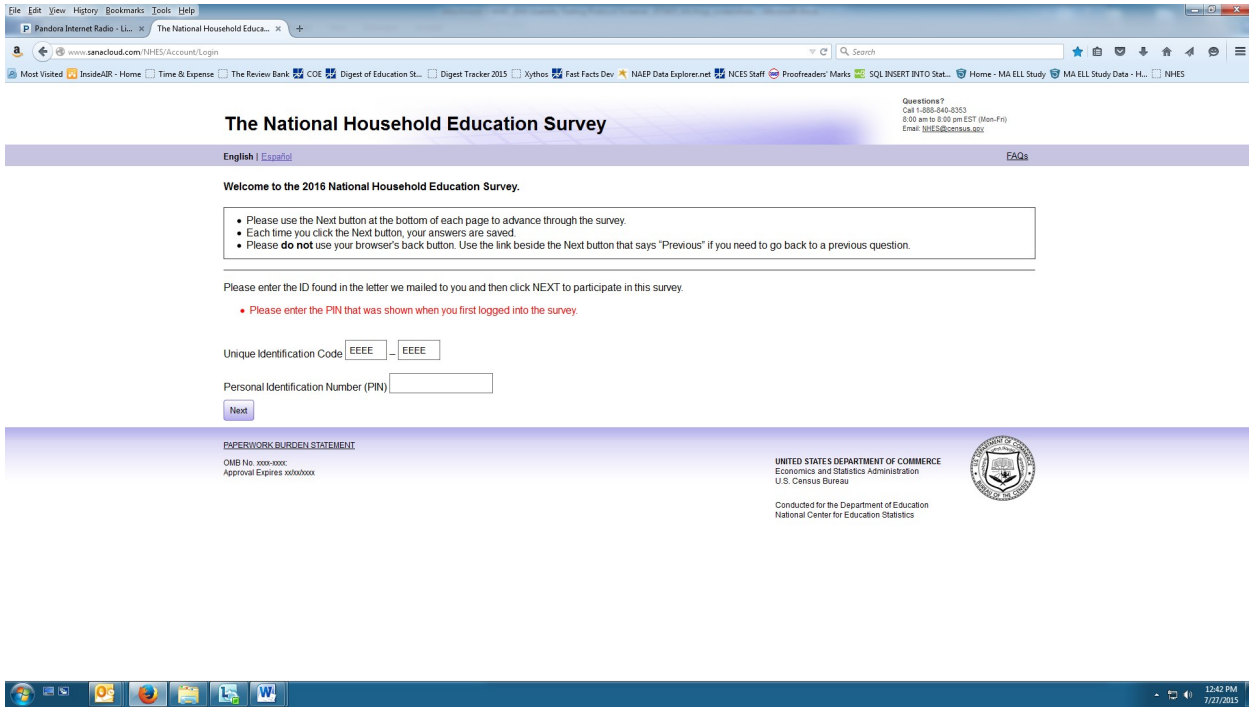 File Edit View History Bookmarks Tools Help
Pandora Internet Radio - Li... × The National Household Educa... × +
www.sanacloud.com/NHES/Account/Login Search
Most Visited InsideAIR - Home Time & Expense The Review Bank COE Digest of Education St... Digest Tracker 2015 Xythos Fast Facts Dev NAEP Data Explorer.net NCES Staff Proofreaders' Marks SQL INSERT INTO Stat... Home - MA ELL Study MA ELL Study Data - H... NHES
Questions?
Call 1-888-840-8353
8:00 am to 8:00 pm EST (Mon-Fri)
Email: NHES@census.gov
The National Household Education Survey
English | Español FAQs
Welcome to the 2016 National Household Education Survey.
• Please use the Next button at the bottom of each page to advance through the survey.
• Each time you click the Next button, your answers are saved.
• Please do not use your browser's back button. Use the link beside the Next button that says "Previous" if you need to go back to a previous question.
Please enter the ID found in the letter we mailed to you and then click NEXT to participate in this survey.
• Please enter the PIN that was shown when you first logged into the survey.
Unique Identification Code EEEE – EEEE
Personal Identification Number (PIN)
Next
PAPERWORK BURDEN STATEMENT
OMB No. xxxx-xxxx:
Approval Expires xx/xx/xxxx
UNITED STATES DEPARTMENT OF COMMERCE
Economics and Statistics Administration
U.S. Census Bureau
Conducted for the Department of Education
National Center for Education Statistics
12:42 PM
7/27/2015